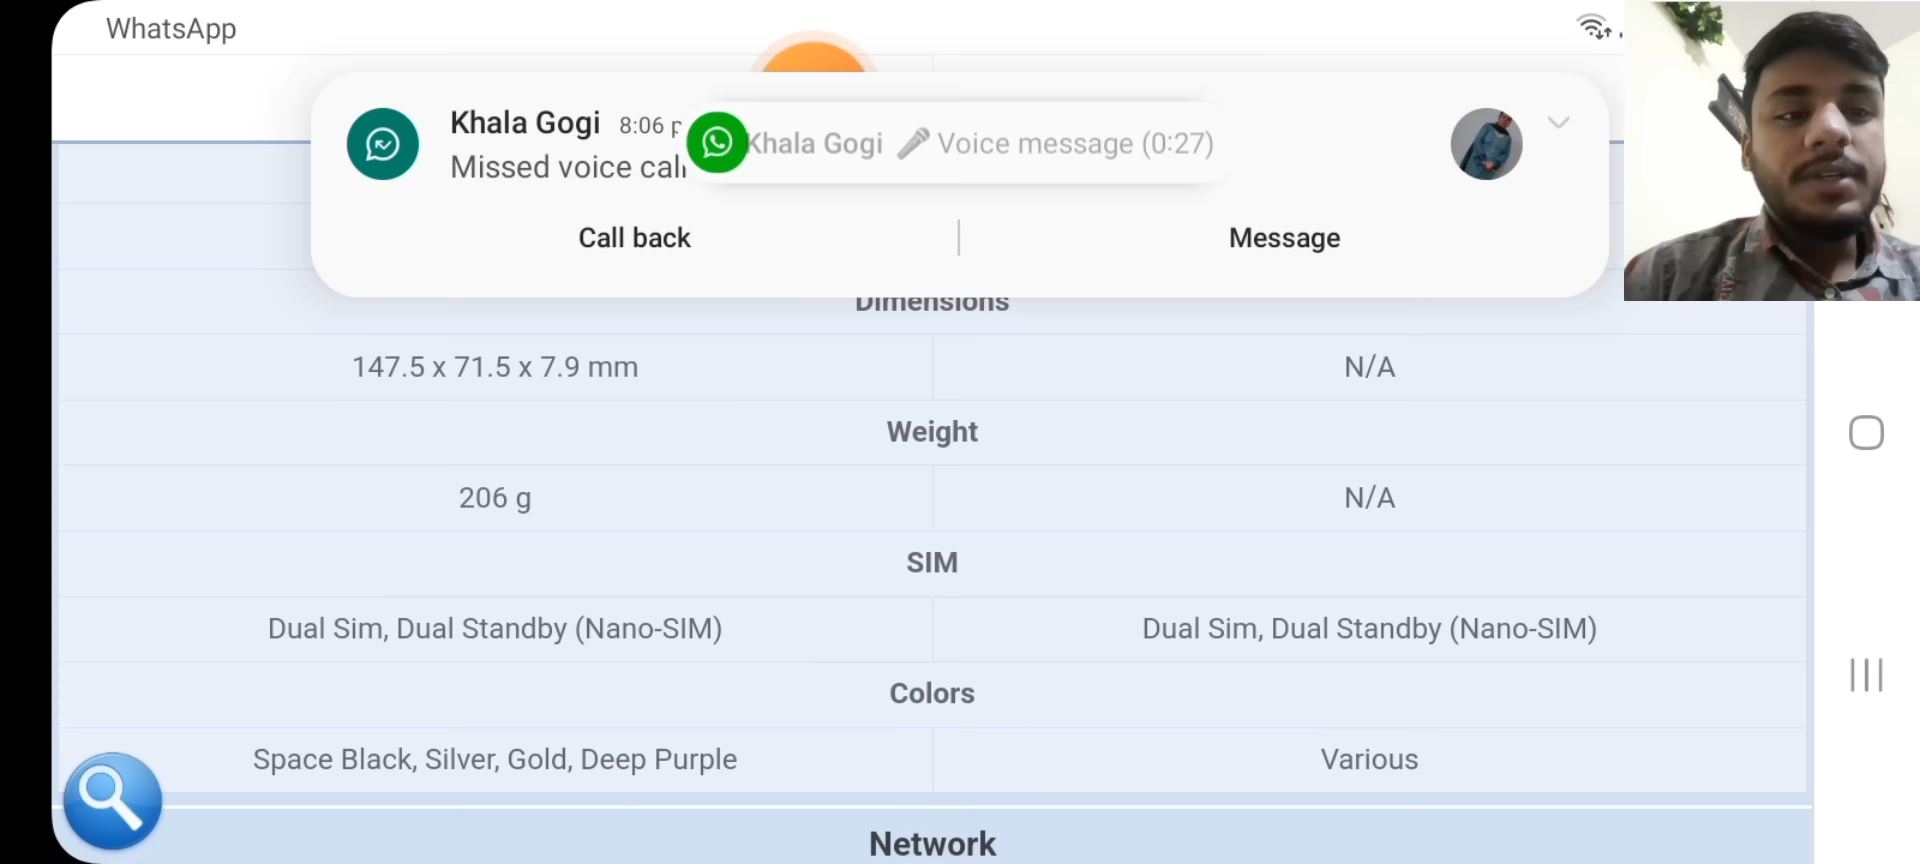 WhatsApp
Khala Gogi 8:06 p
Missed voice call
Khala Gogi 🎤 Voice message (0:27)
Call back
Message
Dimensions
147.5 x 71.5 x 7.9 mm
N/A
Weight
206 g
N/A
SIM
Dual Sim, Dual Standby (Nano-SIM)
Dual Sim, Dual Standby (Nano-SIM)
Colors
Space Black, Silver, Gold, Deep Purple
Various
Network